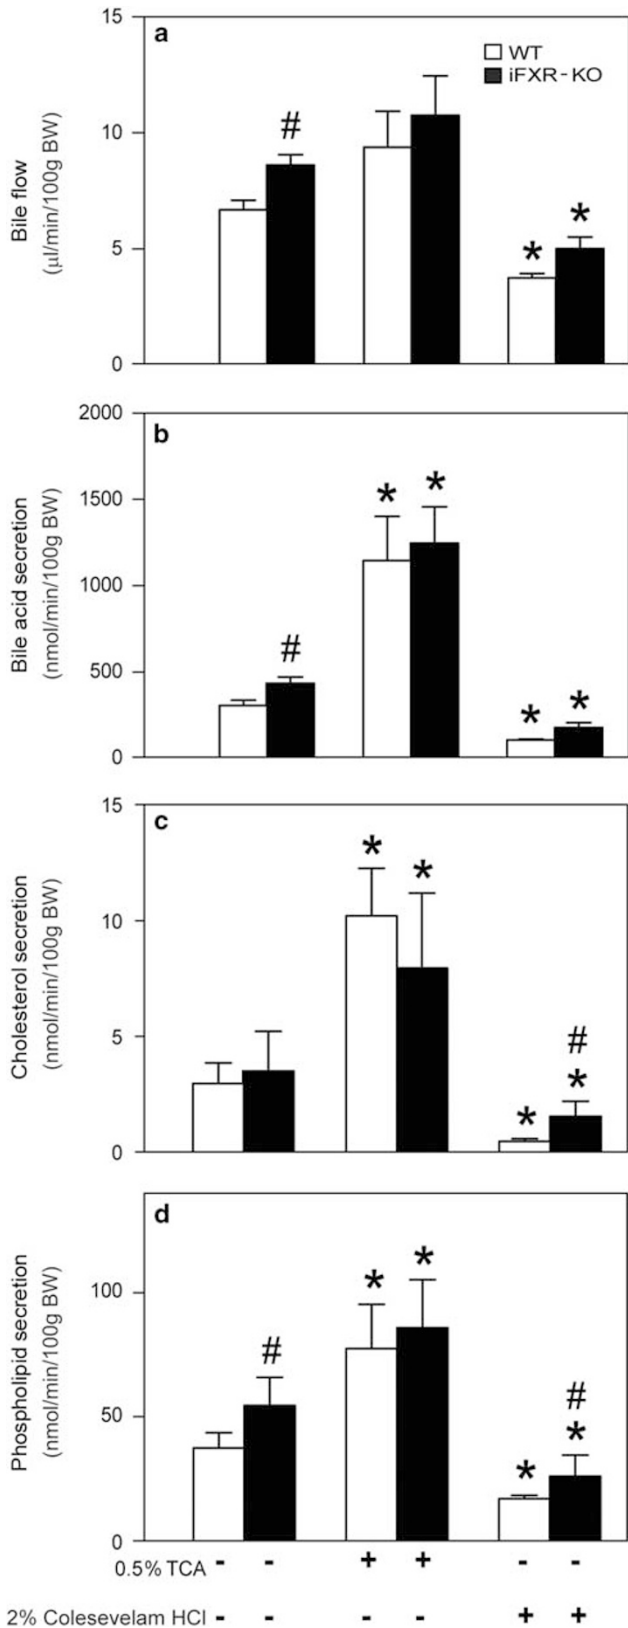 15
a
WT
iFXR-KO
#
10
Bile flow
(µl/min/100g BW)
*
*
5
0
2000
b
*
*
1500
Bile acid secretion
(nmol/min/100g BW)
1000
#
500
*
*
0
15
c
*
*
10
Cholesterol secretion
(nmol/min/100g BW)
#
5
*
*
0
d
*
*
100
#
Phospholipid secretion
(nmol/min/100g BW)
#
*
*
50
0
0.5% TCA - - + + - -
2% Colesevelam HCl - - - - + +